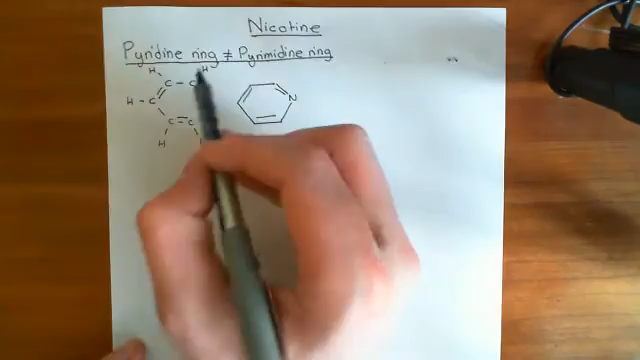 Nicotine
Pyridine ring ≠ Pyrimidine ring
H H
C - C
H - C N
C = C
H